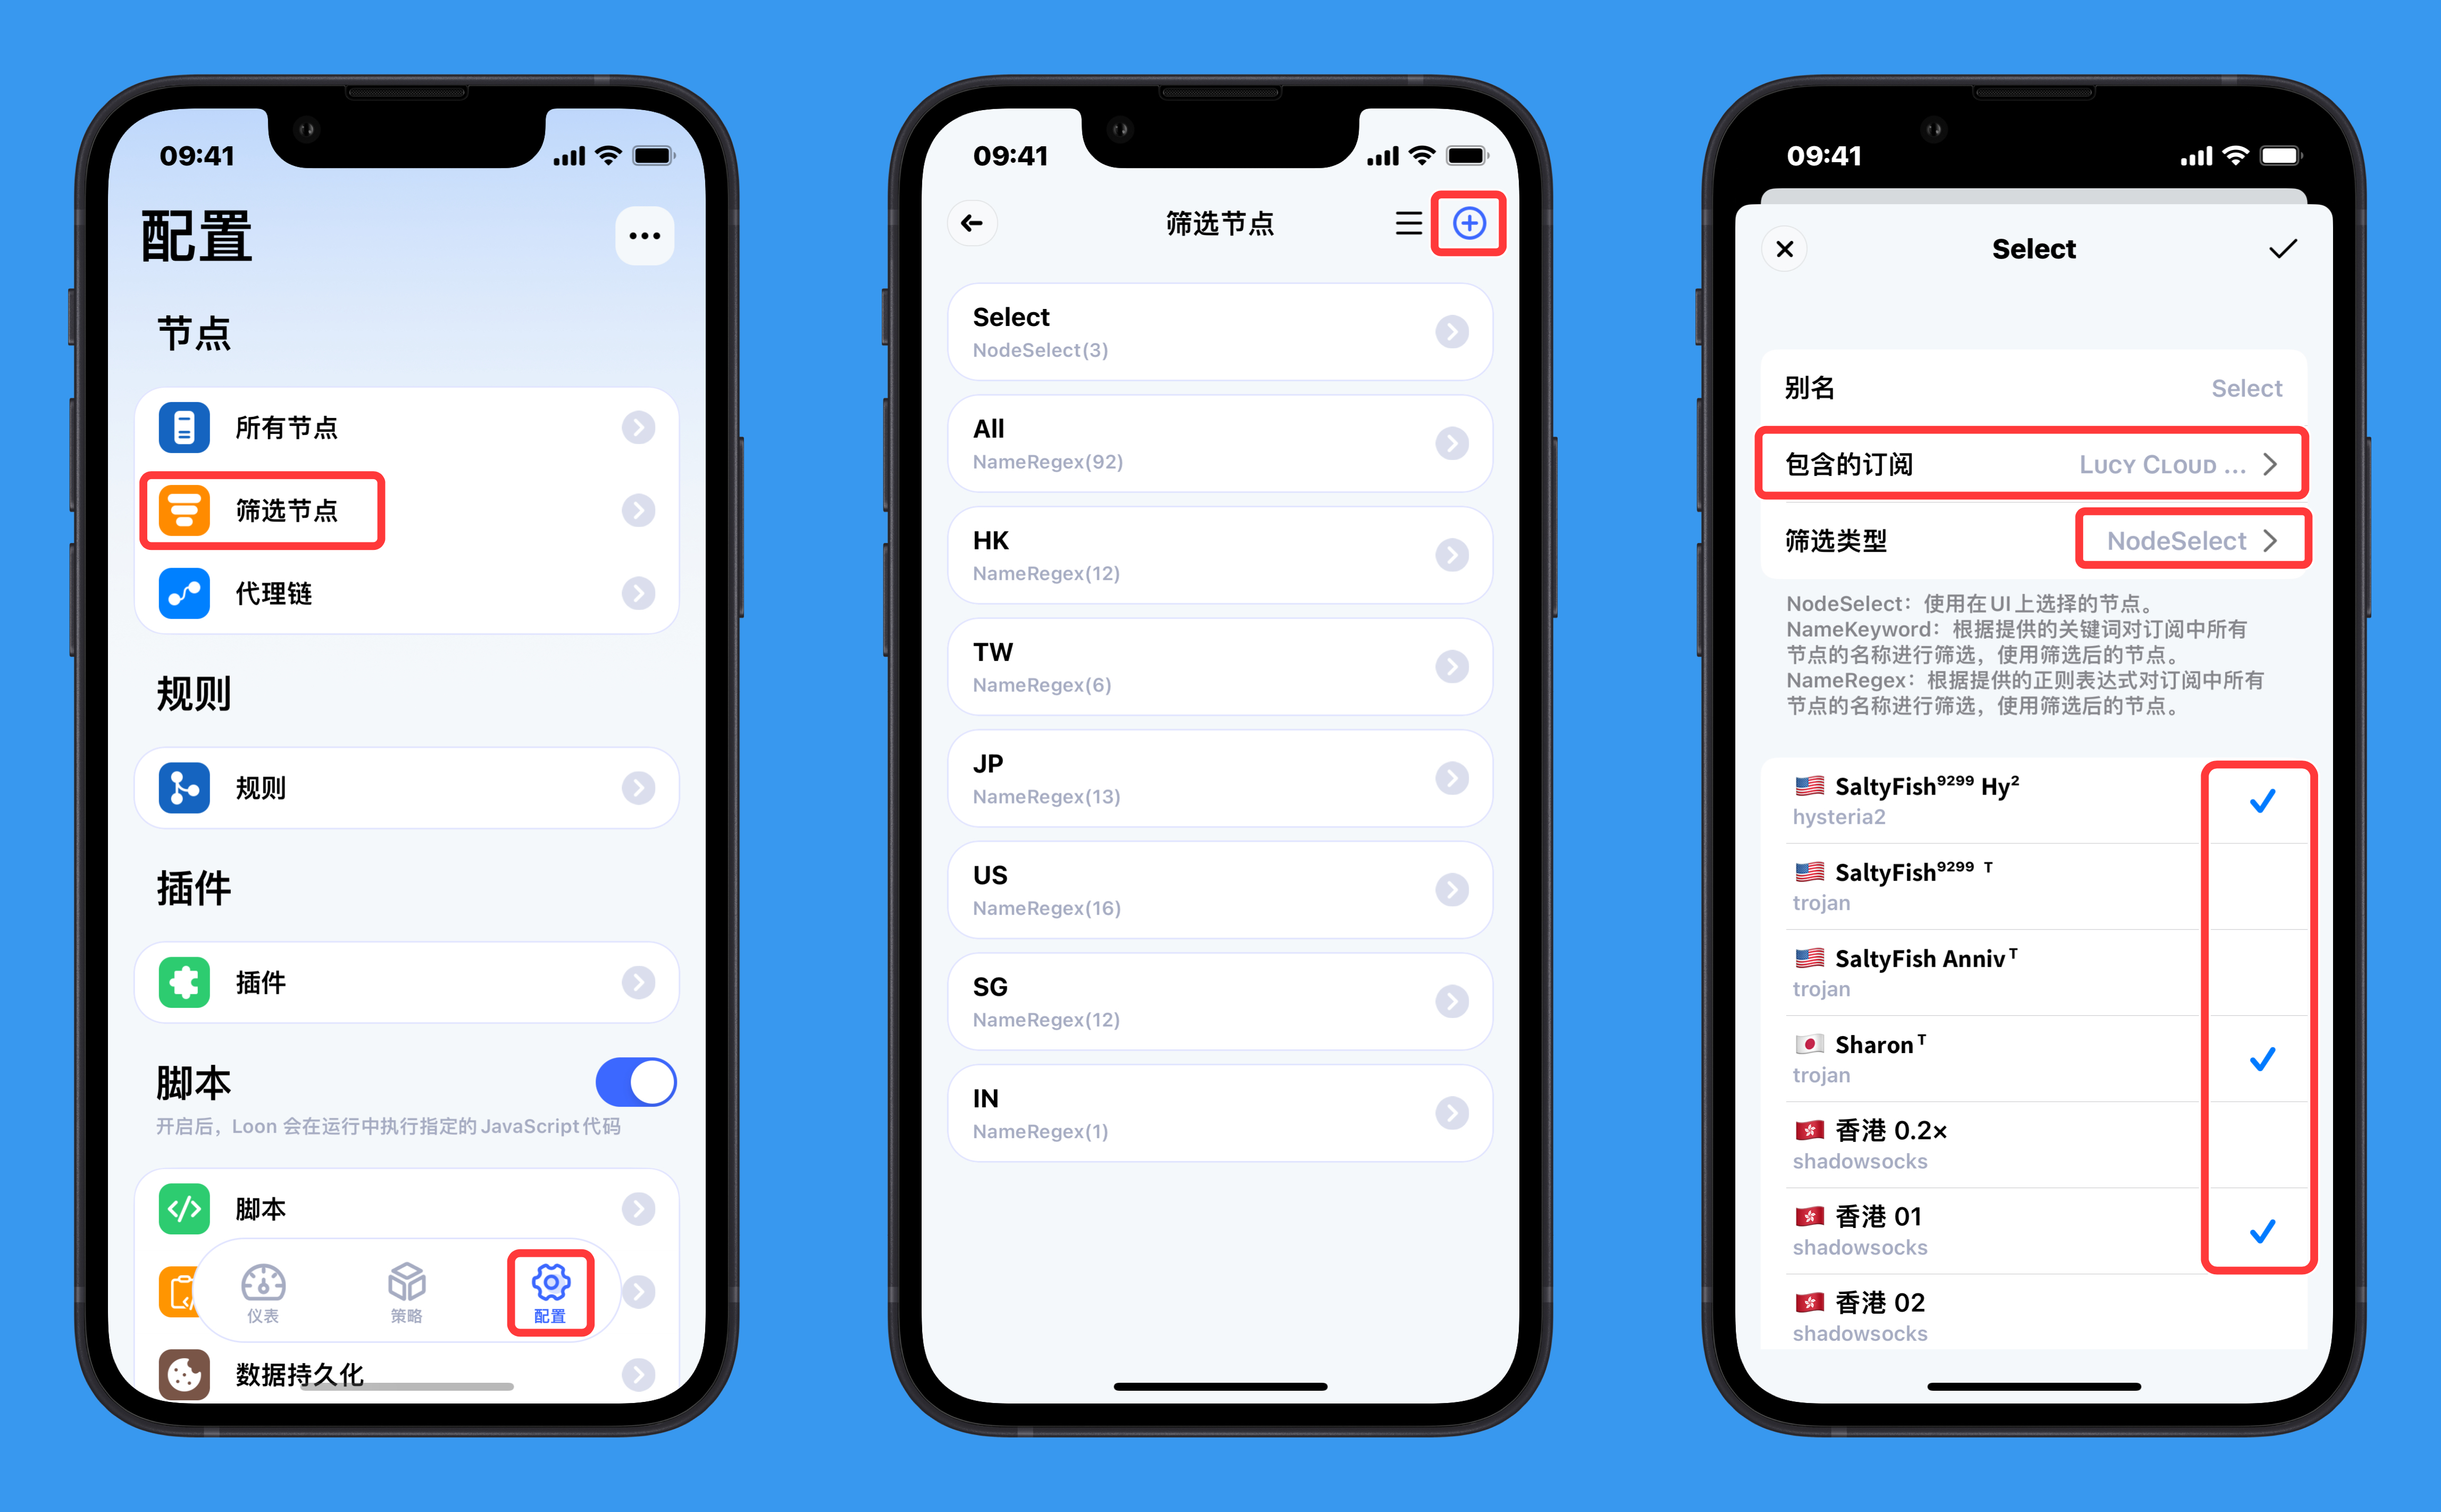 09:41
配置
节点
所有节点
筛选节点
代理链
规则
规则
插件
插件
脚本
开启后，Loon 会在运行中执行指定的 JavaScript 代码
脚本
仪表
策略
配置
数据持久化
09:41
筛选节点
Select
NodeSelect(3)
All
NameRegex(92)
HK
NameRegex(12)
TW
NameRegex(6)
JP
NameRegex(13)
US
NameRegex(16)
SG
NameRegex(12)
IN
NameRegex(1)
09:41
Select
别名 Select
包含的订阅 Lucy Cloud ...
筛选类型 NodeSelect
NodeSelect：使用在 UI 上选择的节点。
NameKeyword：根据提供的关键词对订阅中所有
节点的名称进行筛选，使用筛选后的节点。
NameRegex：根据提供的正则表达式对订阅中所有
节点的名称进行筛选，使用筛选后的节点。
🇺🇸 SaltyFish⁹²⁹⁹ Hy²
hysteria2
🇺🇸 SaltyFish⁹²⁹⁹ ᵀ
trojan
🇺🇸 SaltyFish Anniv ᵀ
trojan
🇯🇵 Sharon ᵀ
trojan
🇭🇰 香港 0.2×
shadowsocks
🇭🇰 香港 01
shadowsocks
🇭🇰 香港 02
shadowsocks